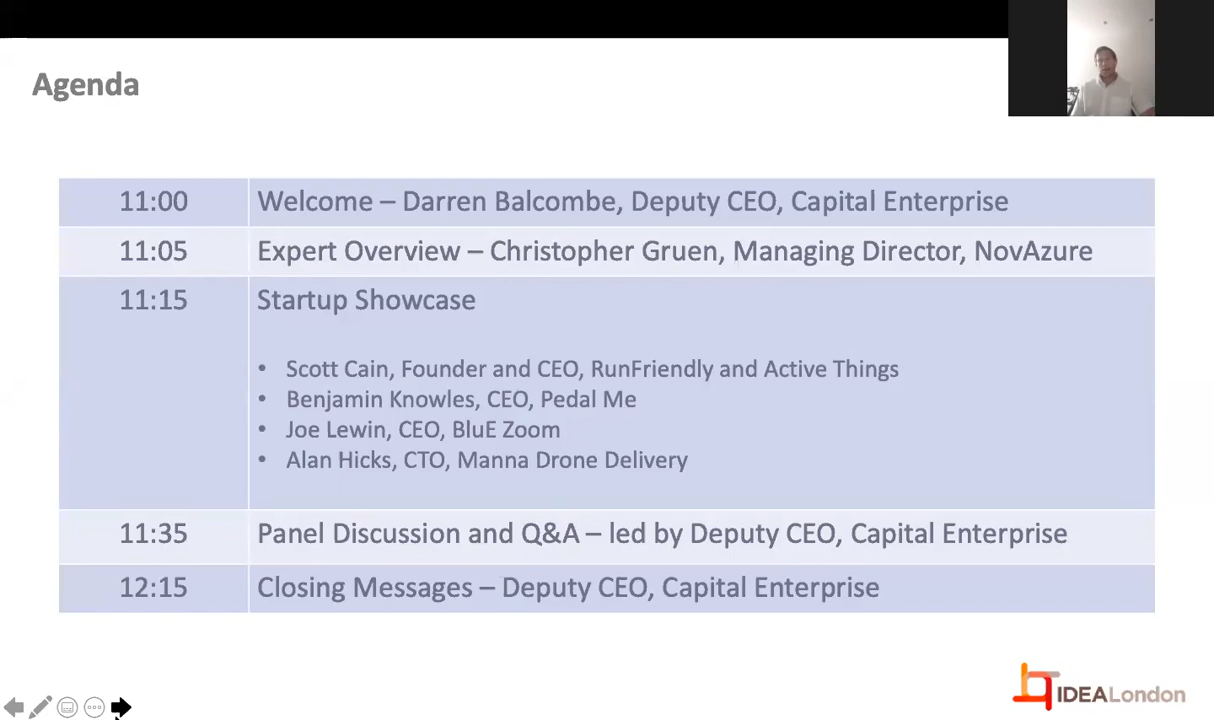 Agenda
11:00 Welcome – Darren Balcombe, Deputy CEO, Capital Enterprise
11:05 Expert Overview – Christopher Gruen, Managing Director, NovAzure
11:15 Startup Showcase
• Scott Cain, Founder and CEO, RunFriendly and Active Things
• Benjamin Knowles, CEO, Pedal Me
• Joe Lewin, CEO, BluE Zoom
• Alan Hicks, CTO, Manna Drone Delivery
11:35 Panel Discussion and Q&A – led by Deputy CEO, Capital Enterprise
12:15 Closing Messages – Deputy CEO, Capital Enterprise
IDEALondon